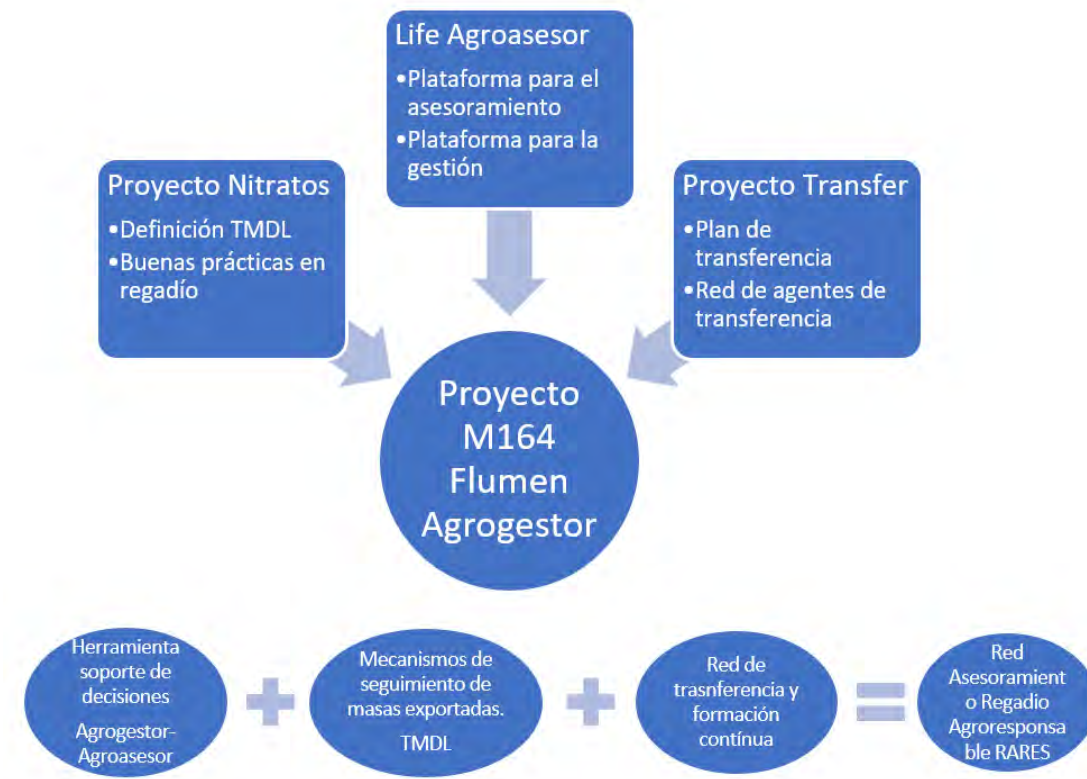 Life Agroasesor
•Plataforma para el
asesoramiento
•Plataforma para la
gestión
Proyecto Nitratos
•Definición TMDL
•Buenas prácticas en
regadío
Proyecto Transfer
•Plan de
transferencia
•Red de agentes de
transferencia
Proyecto
M164
Flumen
Agrogestor
Herramienta
soporte de
decisiones
Agrogestor-
Agroasesor
+
Mecanismos de
seguimiento de
masas exportadas.
TMDL
+
Red de
trasnferencia y
formación
contínua
=
Red
Asesoramient
o Regadio
Agroresponsa
ble RARES